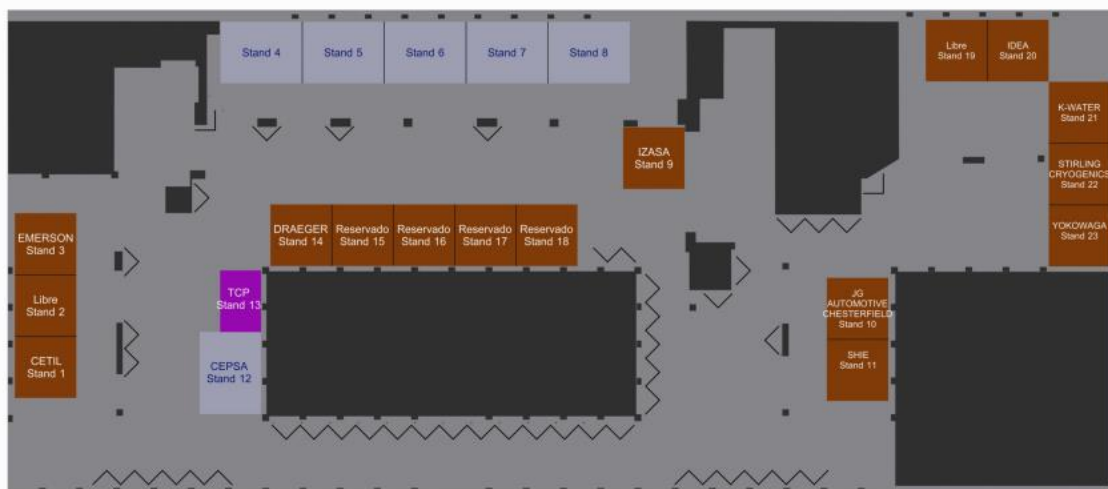 Stand 4
Stand 5
Stand 6
Stand 7
Stand 8
Libre
Stand 19
IDEA
Stand 20
K-WATER
Stand 21
STIRLING
CRYOGENICS
Stand 22
YOKOWAGA
Stand 23
IZASA
Stand 9
EMERSON
Stand 3
Libre
Stand 2
CETIL
Stand 1
DRAEGER
Stand 14
Reservado
Stand 15
Reservado
Stand 16
Reservado
Stand 17
Reservado
Stand 18
TCP
Stand 13
CEPSA
Stand 12
JG
AUTOMOTIVE
CHESTERFIELD
Stand 10
SHIE
Stand 11